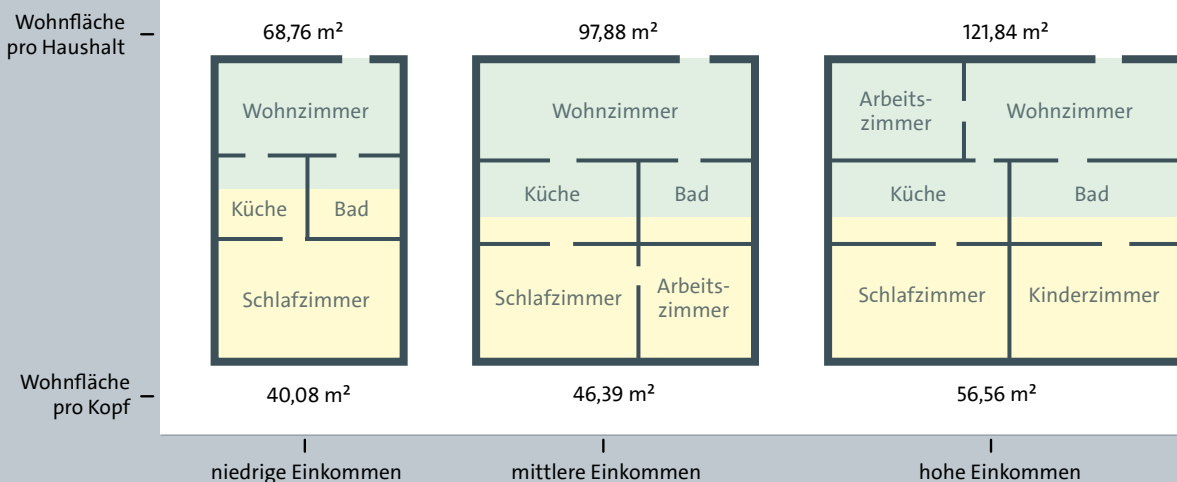 Wohnfläche
pro Haushalt
68,76 m²
97,88 m²
121,84 m²
Wohnzimmer
Küche
Bad
Schlafzimmer
Wohnzimmer
Küche
Bad
Schlafzimmer
Arbeits-
zimmer
Arbeits-
zimmer
Wohnzimmer
Küche
Bad
Schlafzimmer
Kinderzimmer
Wohnfläche
pro Kopf
40,08 m²
46,39 m²
56,56 m²
niedrige Einkommen
mittlere Einkommen
hohe Einkommen